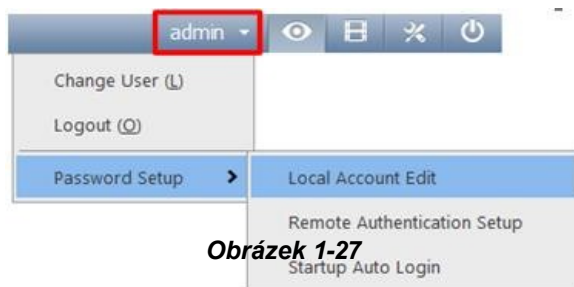 admin
Change User (L)
Logout (O)
Password Setup
Local Account Edit
Remote Authentication Setup
Obrázek 1-27
Startup Auto Login